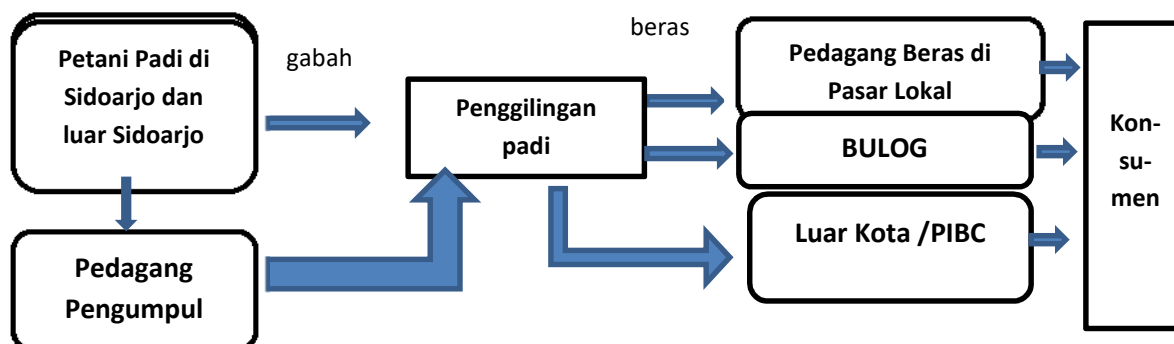 Petani Padi di
Sidoarjo dan
luar Sidoarjo
gabah
Pedagang
Pengumpul
Penggilingan
padi
beras
Pedagang Beras di
Pasar Lokal
BULOG
Luar Kota /PIBC
Kon-
su-
men